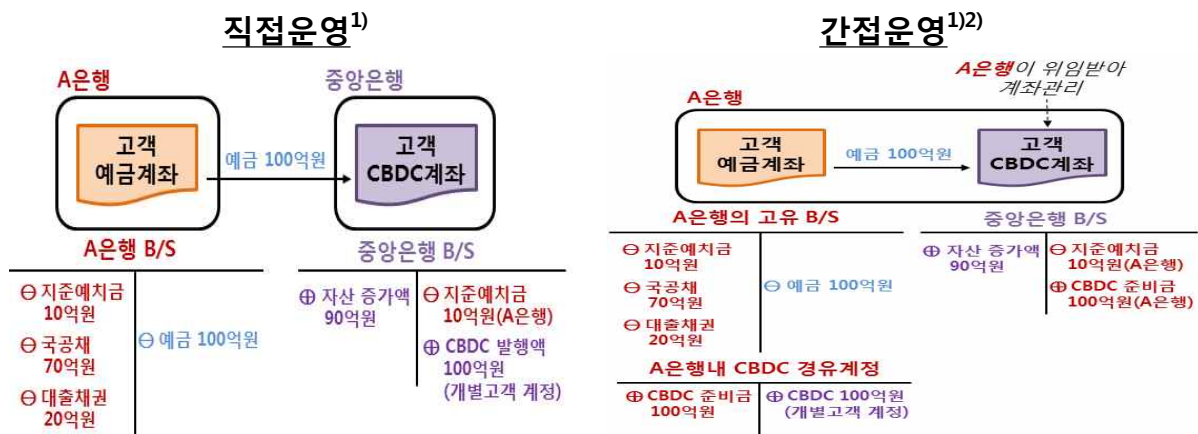 직접운영1)
A은행
중앙은행
고객
예금계좌
예금 100억원
고객
CBDC계좌
A은행 B/S
⊖ 지준예치금
10억원
⊖ 국공채
70억원
⊖ 대출채권
20억원
⊖ 예금 100억원
중앙은행 B/S
⊕ 자산 증가액
90억원
⊖ 지준예치금
10억원(A은행)
⊕ CBDC 발행액
100억원
(개별고객 계정)
간접운영1)2)
A은행이 위임받아
계좌관리
A은행
고객
예금계좌
예금 100억원
고객
CBDC계좌
A은행의 고유 B/S
⊖ 지준예치금
10억원
⊖ 국공채
70억원
⊖ 대출채권
20억원
⊖ 예금 100억원
중앙은행 B/S
⊕ 자산 증가액
90억원
⊖ 지준예치금
10억원(A은행)
⊕ CBDC 준비금
100억원(A은행)
A은행내 CBDC 경유계정
⊕ CBDC 준비금
100억원
⊕ CBDC 100억원
(개별고객 계정)